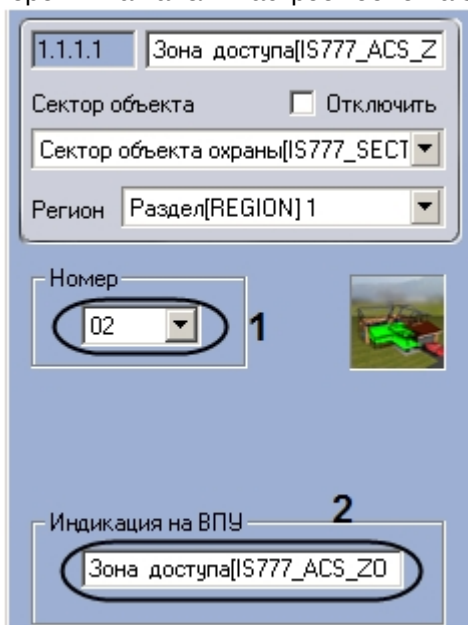 1.1.1.1 Зона доступа[IS777_ACS_Z
Сектор объекта Отключить
Сектор объекта охраны[IS777_SECT
Регион Раздел[REGION] 1
Номер
02 1
2
Индикация на ВПУ
Зона доступа[IS777_ACS_ZO